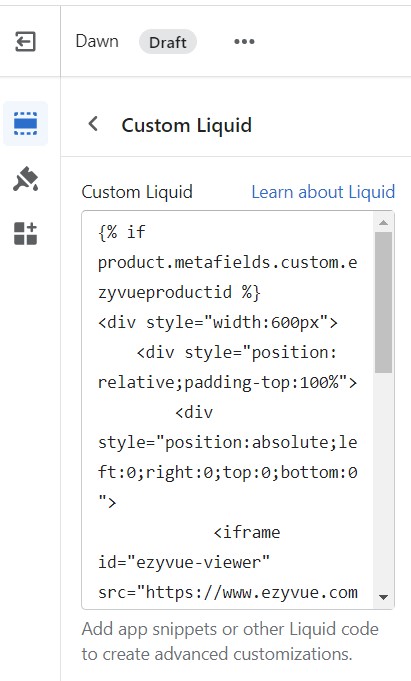 Dawn Draft
Custom Liquid
Custom Liquid Learn about Liquid
{% if
product.metafields.custom.e
zyvueproductid %}
<div style="width:600px">
    <div style="position:
relative;padding-top:100%">
        <div
style="position:absolute;le
ft:0;right:0;top:0;bottom:0
">
            <iframe
id="ezyvue-viewer"
src="https://www.ezyvue.com
Add app snippets or other Liquid code
to create advanced customizations.